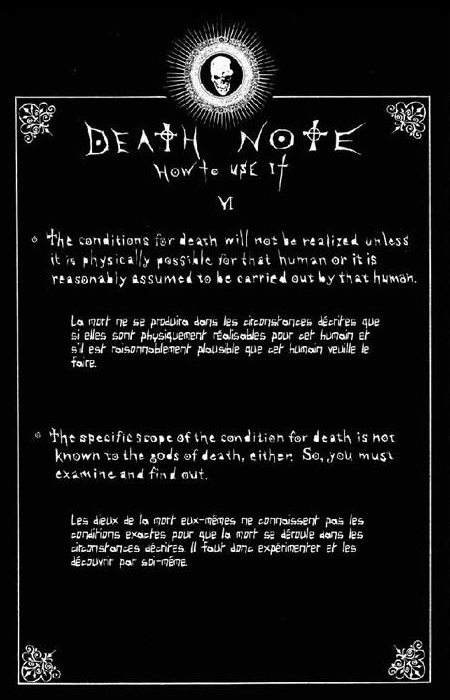 DEATH NOTE
HOW to USE IT
VI
The conditions for death will not be realized unless
it is physically possible for that human or it is
reasonably assumed to be carried out by that human.
La mort ne se produira dans les circonstances décrites que
si elles sont physiquement réalisables pour cet humain et
s'il est raisonnablement plausible que cet humain veuille le
faire.
The specific scope of the condition for death is not
known to the gods of death, either. So, you must
examine and find out.
Les dieux de la mort eux-mêmes ne connaissent pas les
conditions exactes pour que la mort se déroule dans les
circonstances décrites. Il faut donc expérimenter et les
découvrir par soi-même.